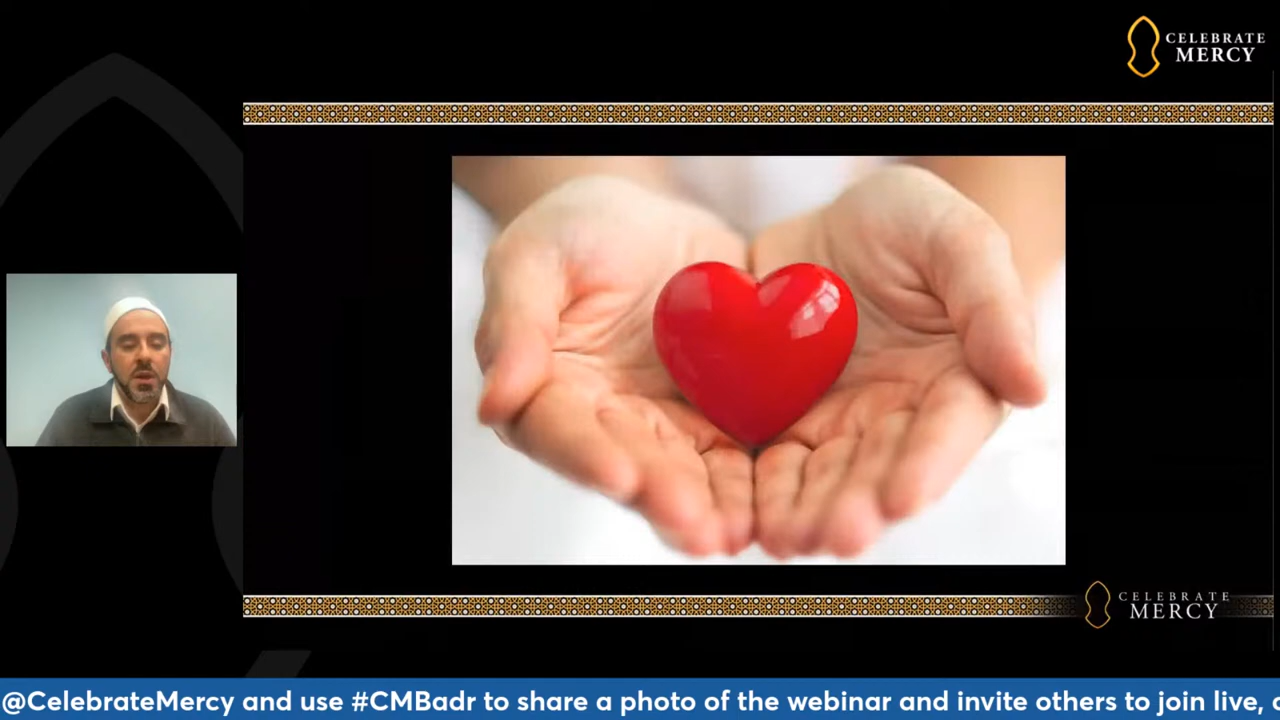 CELEBRATE
MERCY
CELEBRATE
MERCY
@CelebrateMercy and use #CMBadr to share a photo of the webinar and invite others to join live,